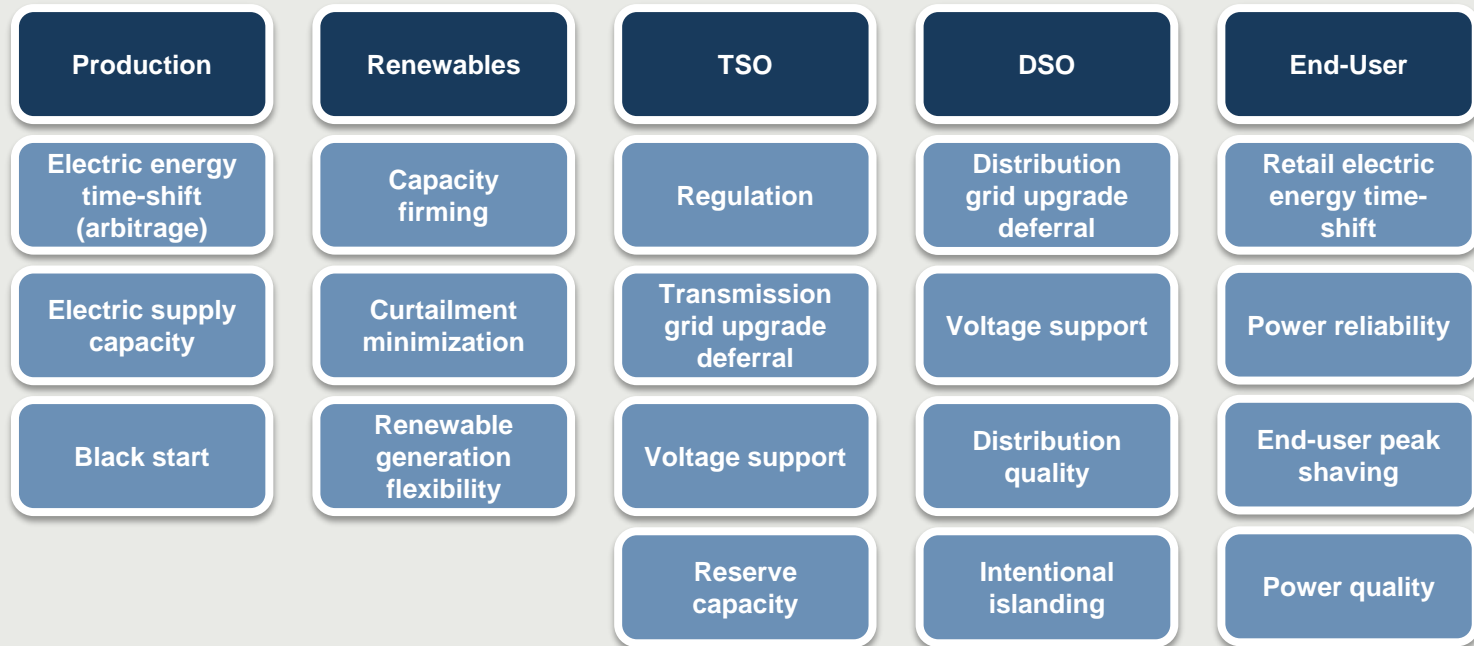 Production
Renewables
TSO
DSO
End-User
Electric energy
time-shift
(arbitrage)
Capacity
firming
Regulation
Distribution
grid upgrade
deferral
Retail electric
energy time-
shift
Electric supply
capacity
Curtailment
minimization
Transmission
grid upgrade
deferral
Voltage support
Power reliability
Black start
Renewable
generation
flexibility
Voltage support
Distribution
quality
End-user peak
shaving
Reserve
capacity
Intentional
islanding
Power quality